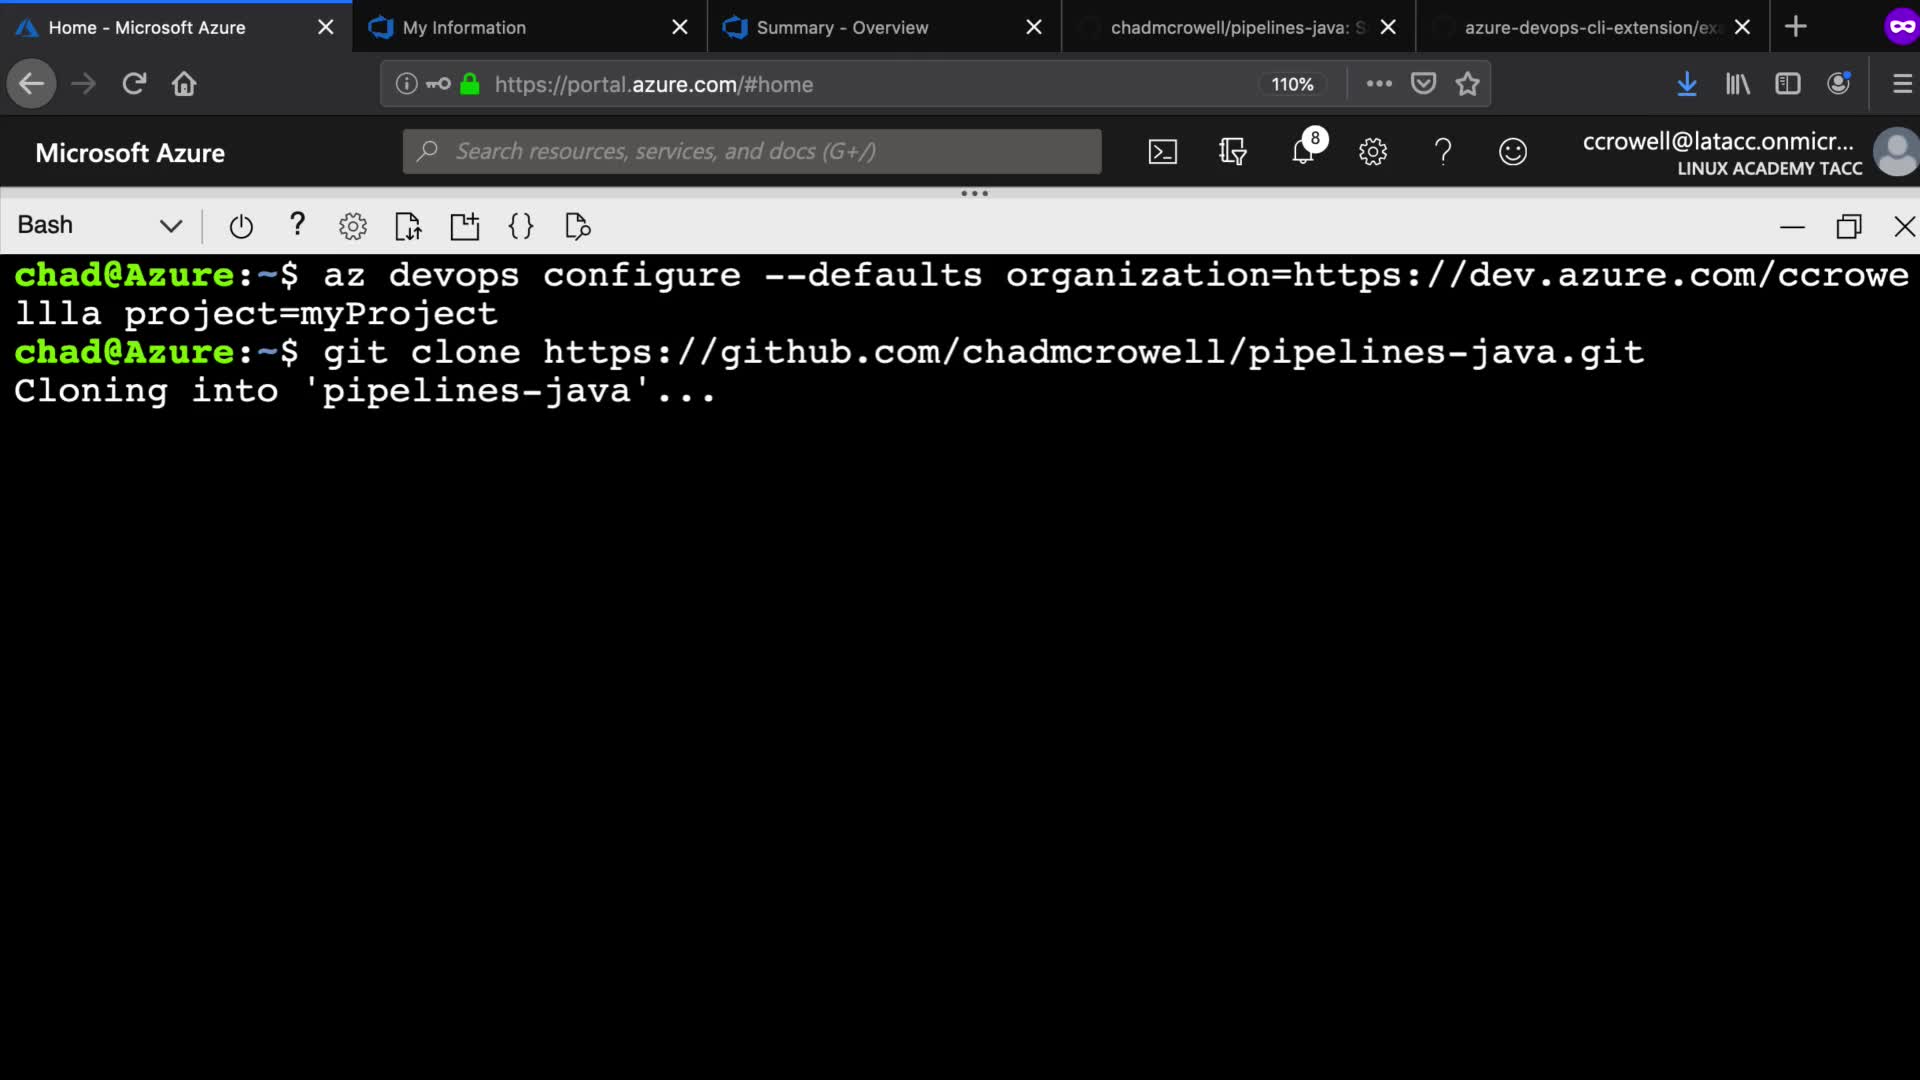 Home - Microsoft Azure
My Information
Summary - Overview
chadmcrowell/pipelines-java: S
azure-devops-cli-extension/ex
https://portal.azure.com/#home
110%
Microsoft Azure
Search resources, services, and docs (G+/)
8
ccrowell@latacc.onmicr...
LINUX ACADEMY TACC
Bash
chad@Azure:~$ az devops configure --defaults organization=https://dev.azure.com/ccrowe
llla project=myProject
chad@Azure:~$ git clone https://github.com/chadmcrowell/pipelines-java.git
Cloning into 'pipelines-java'...